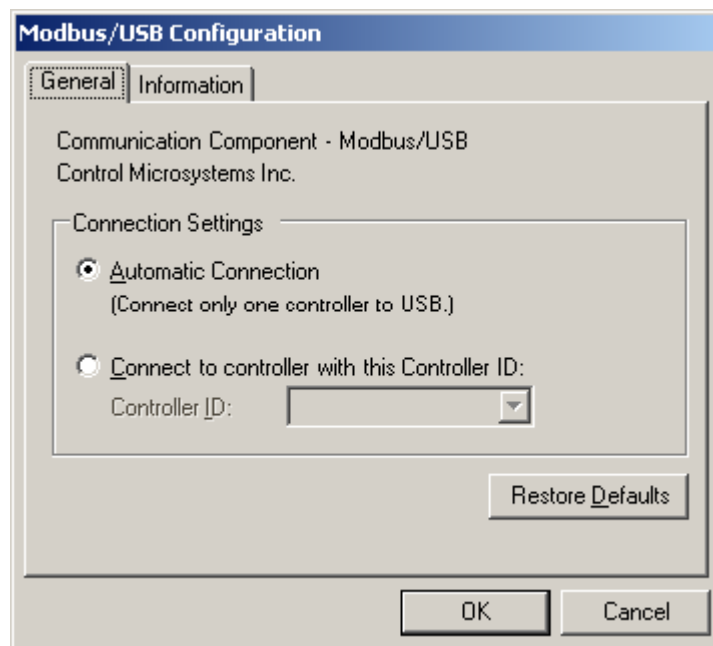 Modbus/USB Configuration
General Information
Communication Component - Modbus/USB
Control Microsystems Inc.
Connection Settings
Automatic Connection
(Connect only one controller to USB.)
Connect to controller with this Controller ID:
Controller ID:
Restore Defaults
OK Cancel